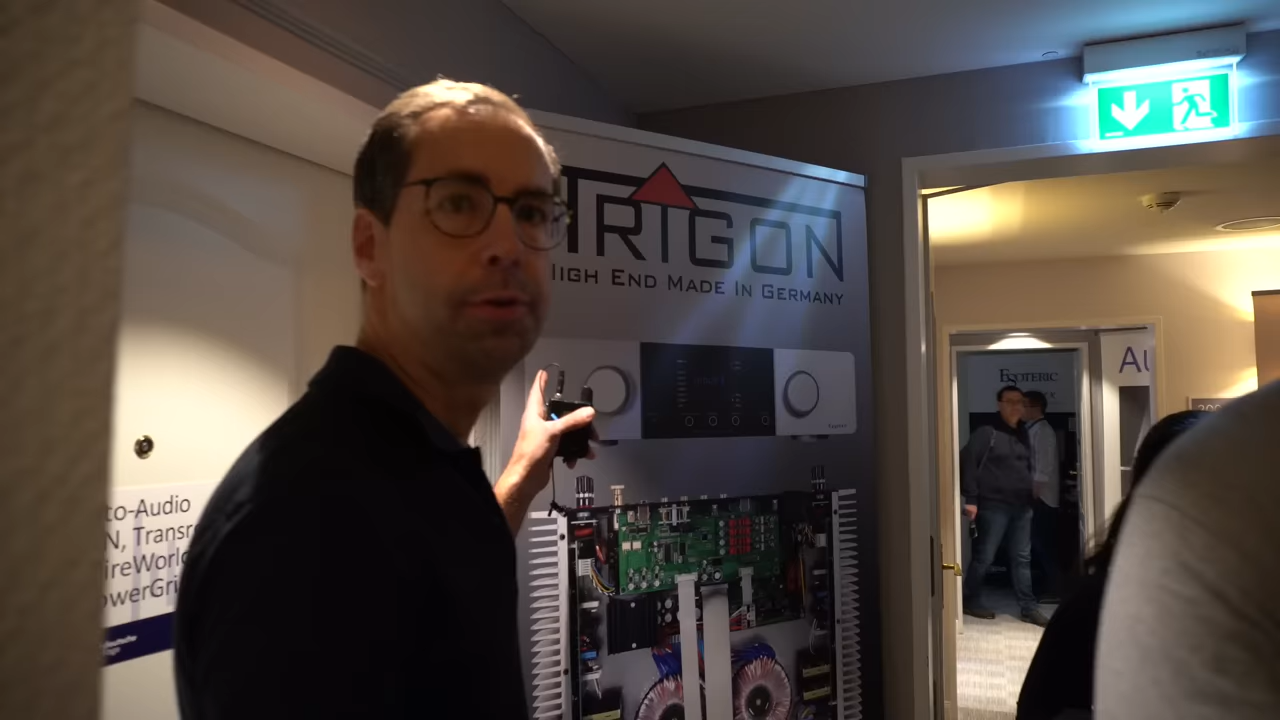 TRIGON
HIGH END MADE IN GERMANY
to-Audio
N, Transr
ireWorl
owerGri
ESOTERIC
Au